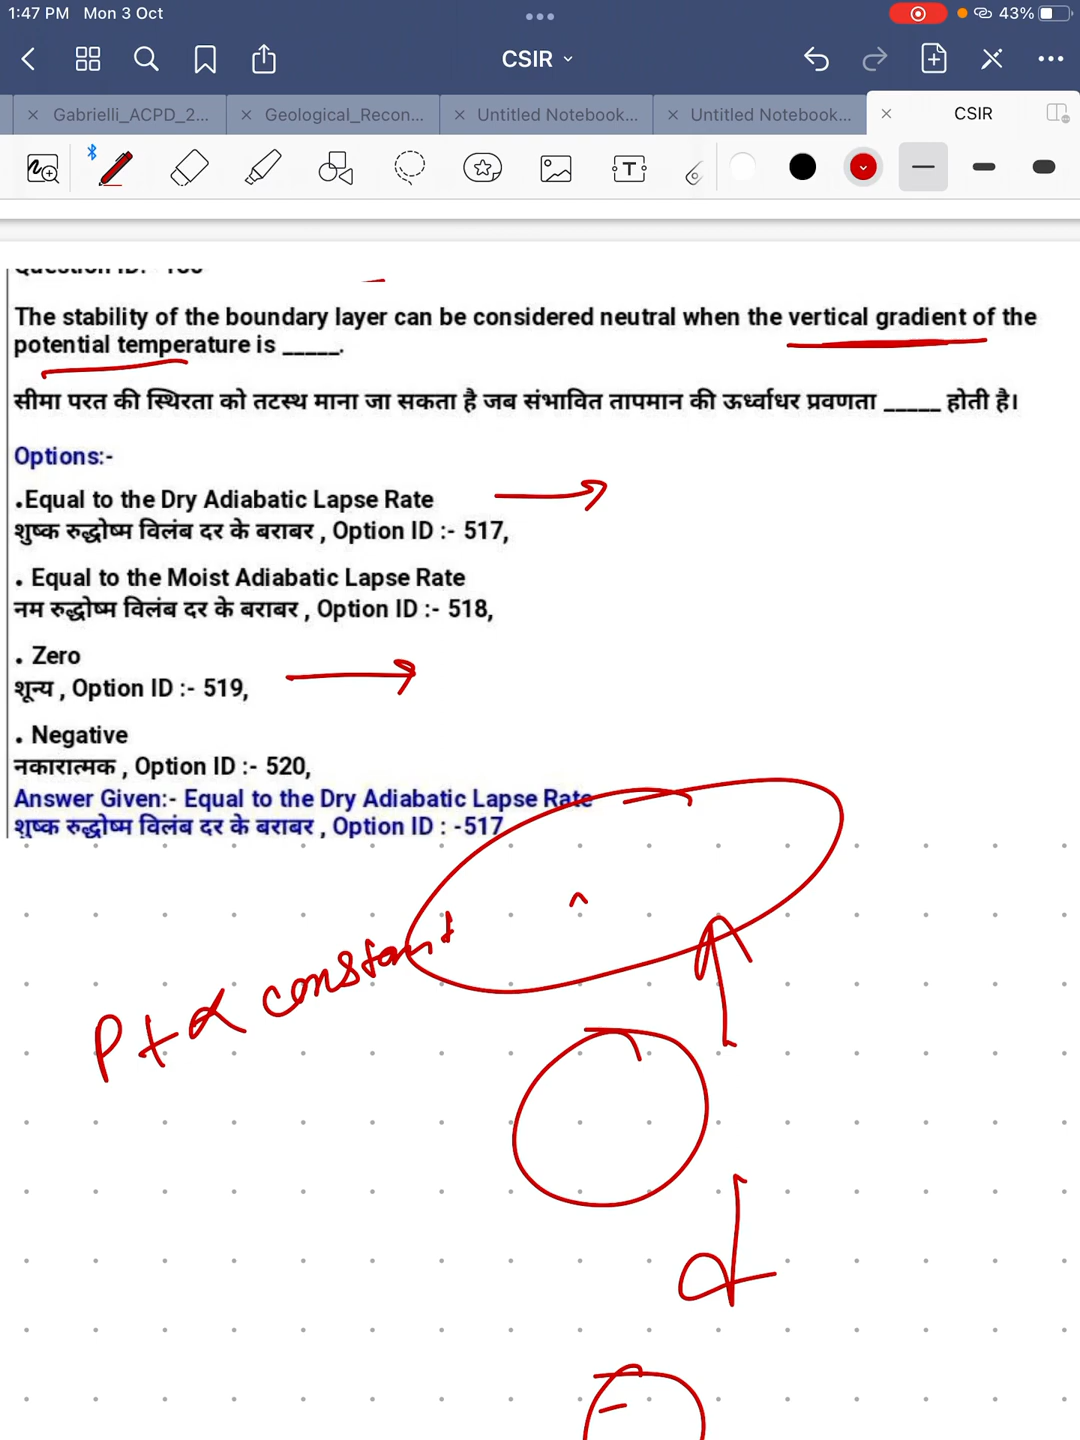 1:47 PM Mon 3 Oct
43%
CSIR
Gabrielli_ACPD_2...
Geological_Recon...
Untitled Notebook...
Untitled Notebook...
CSIR
The stability of the boundary layer can be considered neutral when the vertical gradient of the
potential temperature is _____.
सीमा परत की स्थिरता को तटस्थ माना जा सकता है जब संभावित तापमान की ऊर्ध्वाधर प्रवणता _____ होती है।
Options:-
.Equal to the Dry Adiabatic Lapse Rate
शुष्क रुद्धोष्म विलंब दर के बराबर , Option ID :- 517,
. Equal to the Moist Adiabatic Lapse Rate
नम रुद्धोष्म विलंब दर के बराबर , Option ID :- 518,
. Zero
शून्य , Option ID :- 519,
. Negative
नकारात्मक , Option ID :- 520,
Answer Given:- Equal to the Dry Adiabatic Lapse Rate
शुष्क रुद्धोष्म विलंब दर के बराबर , Option ID : -517
constant